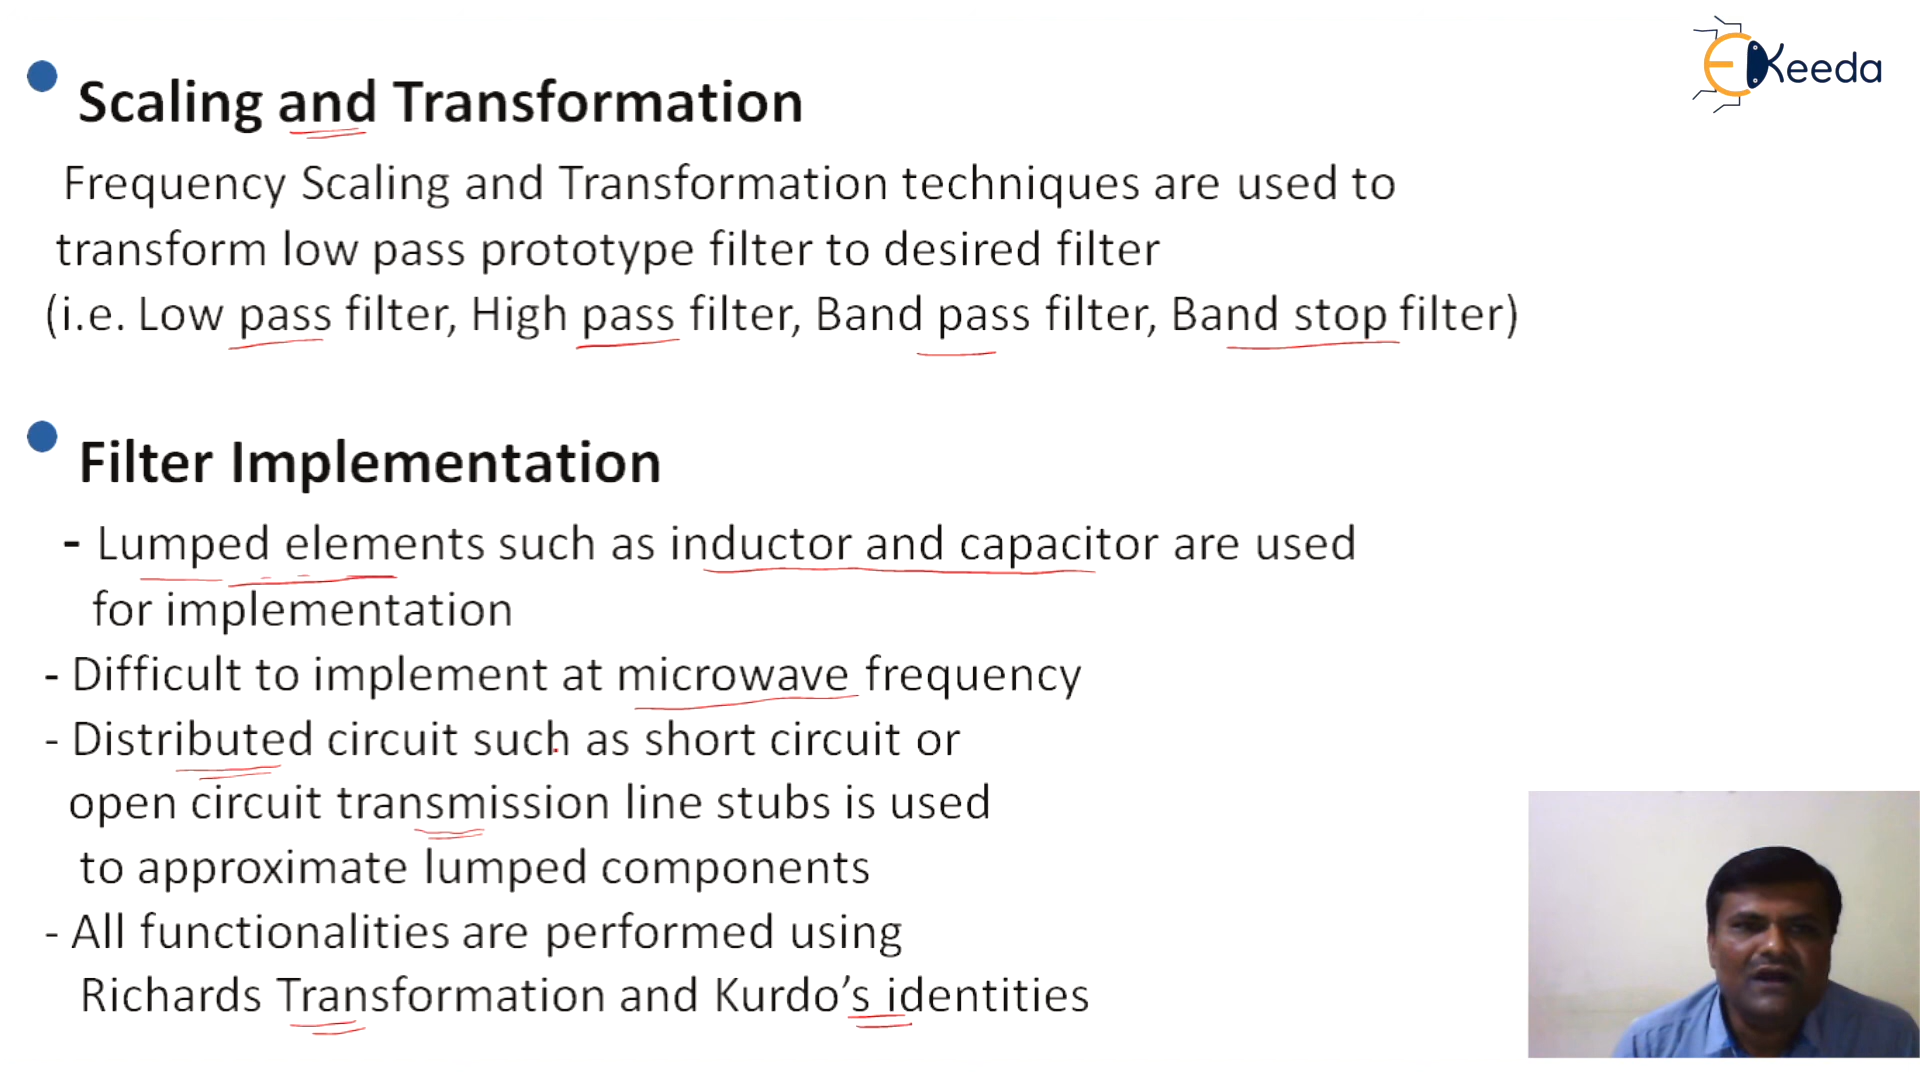 EKeeda
Scaling and Transformation
Frequency Scaling and Transformation techniques are used to
transform low pass prototype filter to desired filter
(i.e. Low pass filter, High pass filter, Band pass filter, Band stop filter)
Filter Implementation
- Lumped elements such as inductor and capacitor are used
for implementation
- Difficult to implement at microwave frequency
- Distributed circuit such as short circuit or
open circuit transmission line stubs is used
to approximate lumped components
- All functionalities are performed using
Richards Transformation and Kurdo’s identities